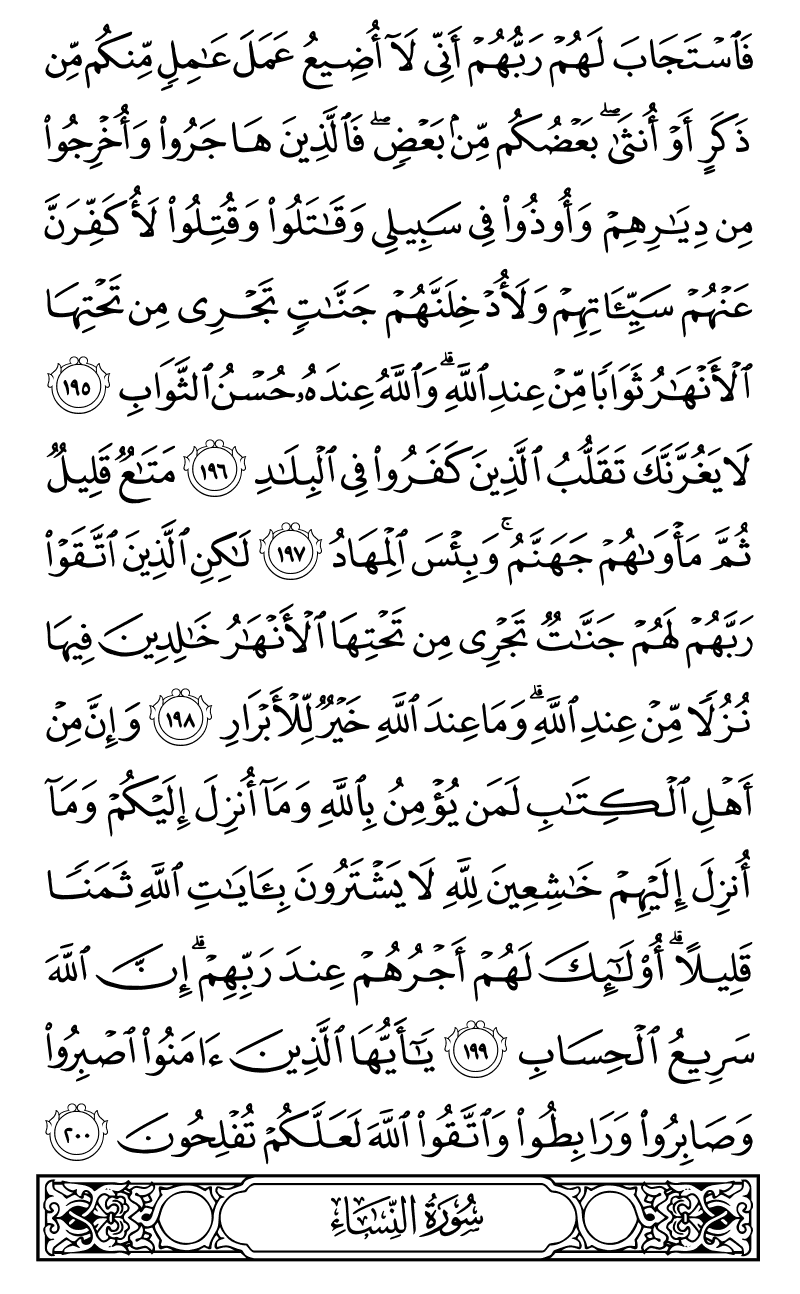 فَٱسْتَجَابَ لَهُمْ رَبُّهُمْ أَنِّى لَآ أُضِيعُ عَمَلَ عَـٰمِلٍ مِّنكُم مِّن
ذَكَرٍ أَوْ أُنثَىٰ ۖ بَعْضُكُم مِّنۢ بَعْضٍ ۖ فَٱلَّذِينَ هَاجَرُوا۟ وَأُخْرِجُوا۟
مِن دِيَـٰرِهِمْ وَأُوذُوا۟ فِى سَبِيلِى وَقَـٰتَلُوا۟ وَقُتِلُوا۟ لَأُكَفِّرَنَّ
عَنْهُمْ سَيِّـَٔاتِهِمْ وَلَأُدْخِلَنَّهُمْ جَنَّـٰتٍ تَجْرِى مِن تَحْتِهَا
ٱلْأَنْهَـٰرُ ثَوَابًا مِّنْ عِندِ ٱللَّهِ ۗ وَٱللَّهُ عِندَهُۥ حُسْنُ ٱلثَّوَابِ ١٩٥
لَا يَغُرَّنَّكَ تَقَلُّبُ ٱلَّذِينَ كَفَرُوا۟ فِى ٱلْبِلَـٰدِ ١٩٦ مَتَـٰعٌ قَلِيلٌ
ثُمَّ مَأْوَىٰهُمْ جَهَنَّمُ ۚ وَبِئْسَ ٱلْمِهَادُ ١٩٧ لَـٰكِنِ ٱلَّذِينَ ٱتَّقَوْا۟
رَبَّهُمْ لَهُمْ جَنَّـٰتٌ تَجْرِى مِن تَحْتِهَا ٱلْأَنْهَـٰرُ خَـٰلِدِينَ فِيهَا
نُزُلًا مِّنْ عِندِ ٱللَّهِ ۗ وَمَا عِندَ ٱللَّهِ خَيْرٌ لِّلْأَبْرَارِ ١٩٨ وَإِنَّ مِنْ
أَهْلِ ٱلْكِتَـٰبِ لَمَن يُؤْمِنُ بِٱللَّهِ وَمَآ أُنزِلَ إِلَيْكُمْ وَمَآ
أُنزِلَ إِلَيْهِمْ خَـٰشِعِينَ لِلَّهِ لَا يَشْتَرُونَ بِـَٔايَـٰتِ ٱللَّهِ ثَمَنًا
قَلِيلًا ۗ أُو۟لَـٰٓئِكَ لَهُمْ أَجْرُهُمْ عِندَ رَبِّهِمْ ۗ إِنَّ ٱللَّهَ
سَرِيعُ ٱلْحِسَابِ ١٩٩ يَـٰٓأَيُّهَا ٱلَّذِينَ ءَامَنُوا۟ ٱصْبِرُوا۟
وَصَابِرُوا۟ وَرَابِطُوا۟ وَٱتَّقُوا۟ ٱللَّهَ لَعَلَّكُمْ تُفْلِحُونَ ٢٠٠
سُورَةُ النِّسَاءِ